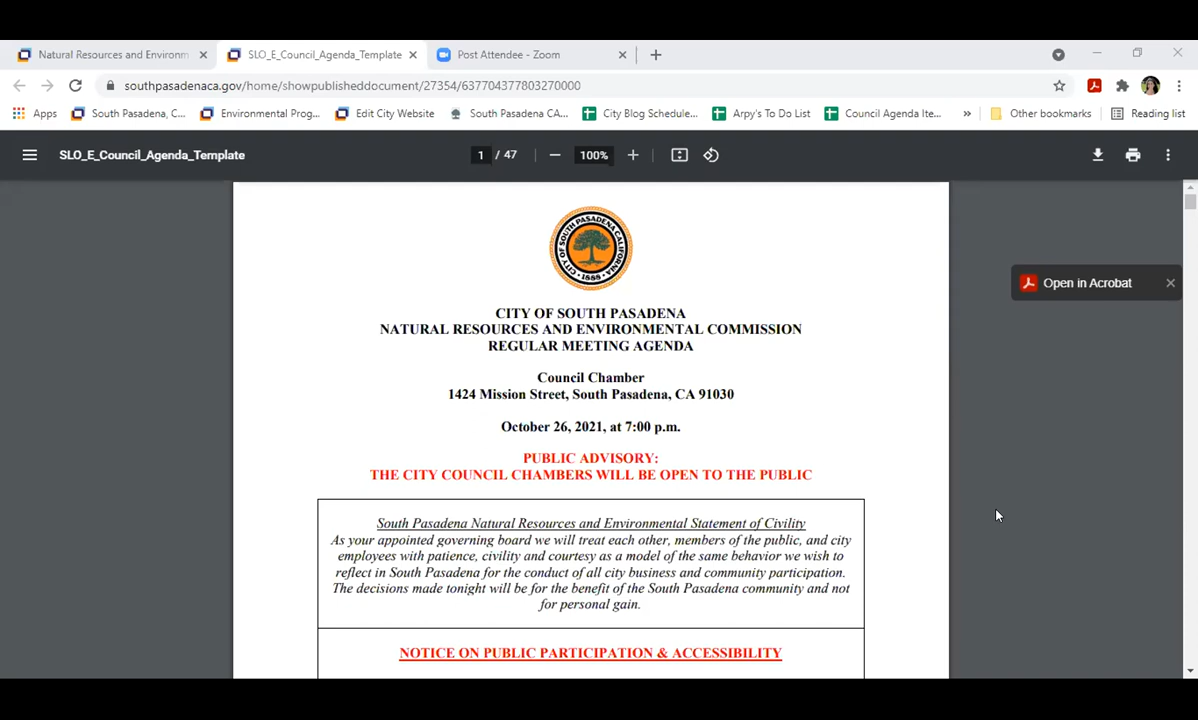 Natural Resources and Environm
SLO_E_Council_Agenda_Template
Post Attendee - Zoom
southpasadenaca.gov/home/showpublisheddocument/27354/637704377803270000
Apps
South Pasadena, C...
Environmental Prog...
Edit City Website
South Pasadena CA...
City Blog Schedule...
Arpy's To Do List
Council Agenda Ite...
»
Other bookmarks
Reading list
SLO_E_Council_Agenda_Template
1 / 47
100%
CITY OF SOUTH PASADENA CALIFORNIA
1888
Open in Acrobat
CITY OF SOUTH PASADENA
NATURAL RESOURCES AND ENVIRONMENTAL COMMISSION
REGULAR MEETING AGENDA
Council Chamber
1424 Mission Street, South Pasadena, CA 91030
October 26, 2021, at 7:00 p.m.
PUBLIC ADVISORY:
THE CITY COUNCIL CHAMBERS WILL BE OPEN TO THE PUBLIC
South Pasadena Natural Resources and Environmental Statement of Civility
As your appointed governing board we will treat each other, members of the public, and city
employees with patience, civility and courtesy as a model of the same behavior we wish to
reflect in South Pasadena for the conduct of all city business and community participation.
The decisions made tonight will be for the benefit of the South Pasadena community and not
for personal gain.
NOTICE ON PUBLIC PARTICIPATION & ACCESSIBILITY